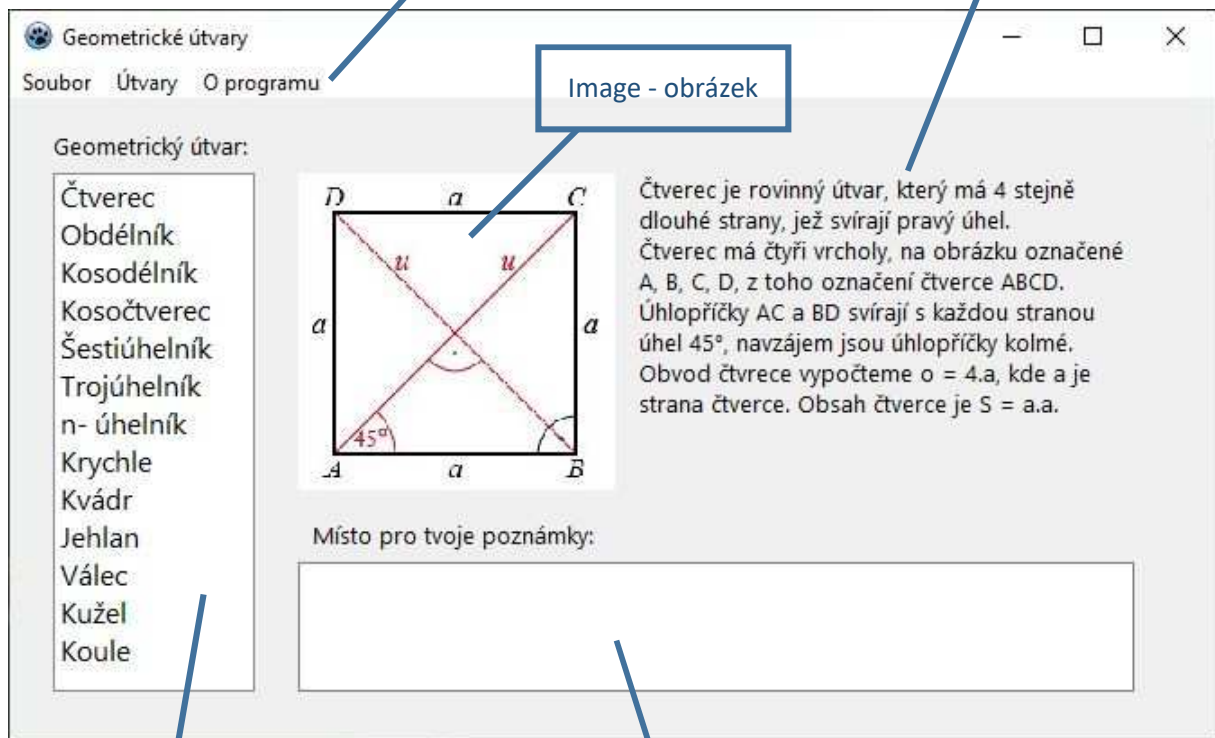 Geometrické útvary
Soubor Útvary O programu
Image - obrázek
Geometrický útvar:
Čtverec
Obdélník
Kosodélník
Kosočtverec
Šestiúhelník
Trojúhelník
n- úhelník
Krychle
Kvádr
Jehlan
Válec
Kužel
Koule
D a C
u u
a a
45°
A a B
Čtverec je rovinný útvar, který má 4 stejně
dlouhé strany, jež svírají pravý úhel.
Čtverec má čtyři vrcholy, na obrázku označené
A, B, C, D, z toho označení čtverce ABCD.
Úhlopříčky AC a BD svírají s každou stranou
úhel 45°, navzájem jsou úhlopříčky kolmé.
Obvod čtvrece vypočteme o = 4.a, kde a je
strana čtverce. Obsah čtverce je S = a.a.
Místo pro tvoje poznámky: